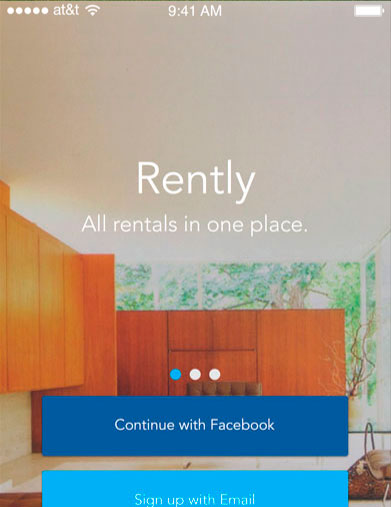 at&t 9:41 AM
Rently
All rentals in one place.
Continue with Facebook
Sign up with Email